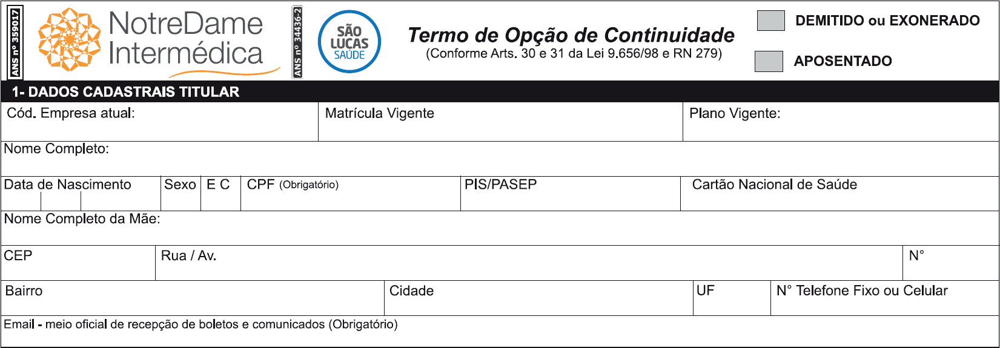 ANS nº 359017
NotreDame
Intermédica
ANS nº 34436-2
SÃO
LUCAS
SAÚDE
Termo de Opção de Continuidade
(Conforme Arts. 30 e 31 da Lei 9.656/98 e RN 279)
DEMITIDO ou EXONERADO
APOSENTADO
1- DADOS CADASTRAIS TITULAR
Cód. Empresa atual: Matrícula Vigente Plano Vigente:
Nome Completo:
Data de Nascimento Sexo E C CPF (Obrigatório) PIS/PASEP Cartão Nacional de Saúde
Nome Completo da Mãe:
CEP Rua / Av. N°
Bairro Cidade UF N° Telefone Fixo ou Celular
Email - meio oficial de recepção de boletos e comunicados (Obrigatório)